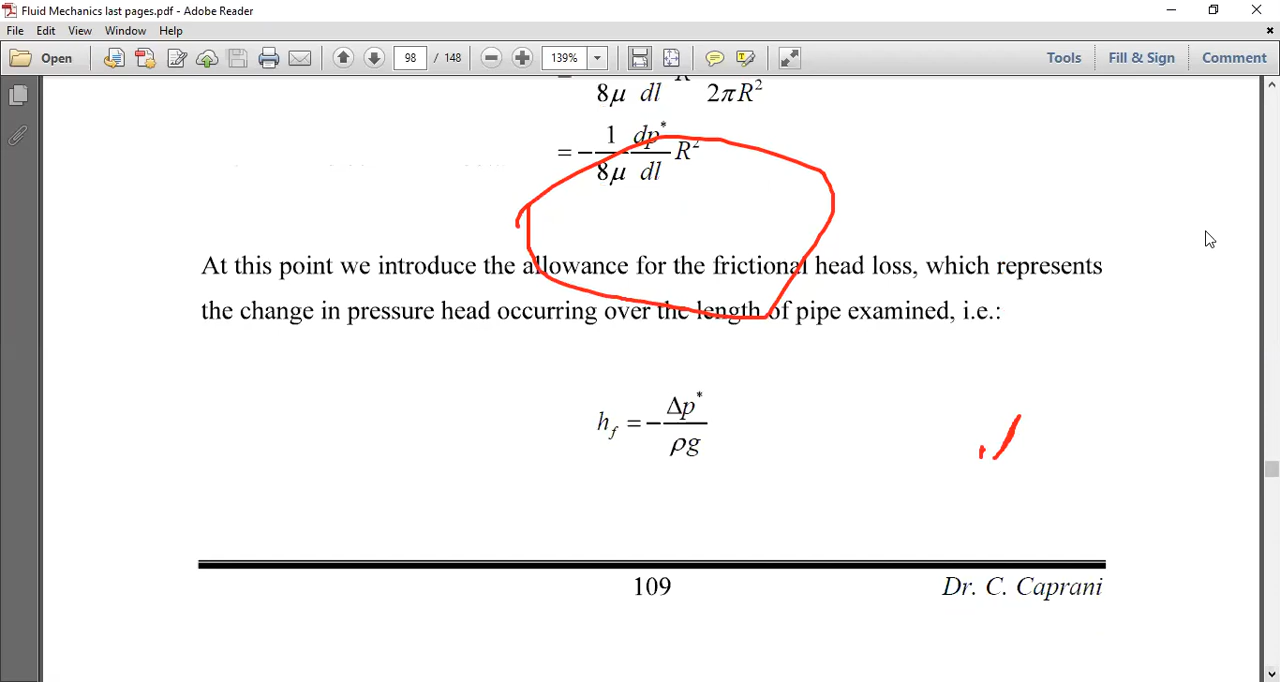 Fluid Mechanics last pages.pdf - Adobe Reader
File Edit View Window Help
Open 98 / 148 139% Tools Fill & Sign Comment
8μ dl 2πR²
= -\frac{1}{8μ} \frac{dp^*}{dl} R²
At this point we introduce the allowance for the frictional head loss, which represents
the change in pressure head occurring over the length of pipe examined, i.e.:
h_f = -\frac{Δp^*}{ρg}
109 Dr. C. Caprani